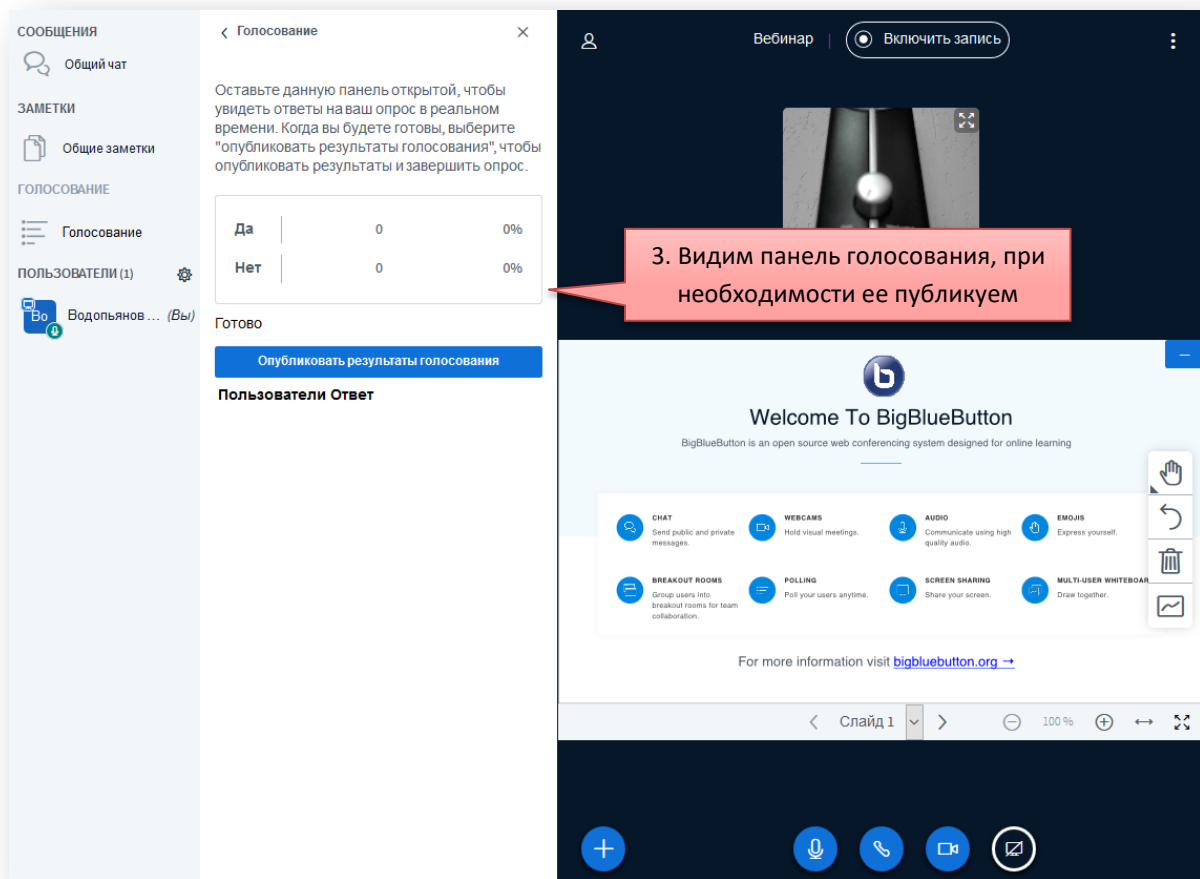 СООБЩЕНИЯ
Общий чат
ЗАМЕТКИ
Общие заметки
ГОЛОСОВАНИЕ
Голосование
ПОЛЬЗОВАТЕЛИ (1)
Во
Водопьянов ... (Вы)
Голосование
Оставьте данную панель открытой, чтобы
увидеть ответы на ваш опрос в реальном
времени. Когда вы будете готовы, выберите
"опубликовать результаты голосования", чтобы
опубликовать результаты и завершить опрос.
Да 0 0%
Нет 0 0%
Готово
Опубликовать результаты голосования
Пользователи Ответ
Вебинар | Включить запись
3. Видим панель голосования, при
необходимости ее публикуем
Welcome To BigBlueButton
BigBlueButton is an open source web conferencing system designed for online learning
CHAT
Send public and private
messages.
WEBCAMS
Hold visual meetings.
AUDIO
Communicate using high
quality audio.
EMOJIS
Express yourself.
BREAKOUT ROOMS
Group users into
breakout rooms for team
collaboration.
POLLING
Poll your users anytime.
SCREEN SHARING
Share your screen.
MULTI-USER WHITEBOAR
Draw together.
For more information visit bigbluebutton.org →
Слайд 1
100 %